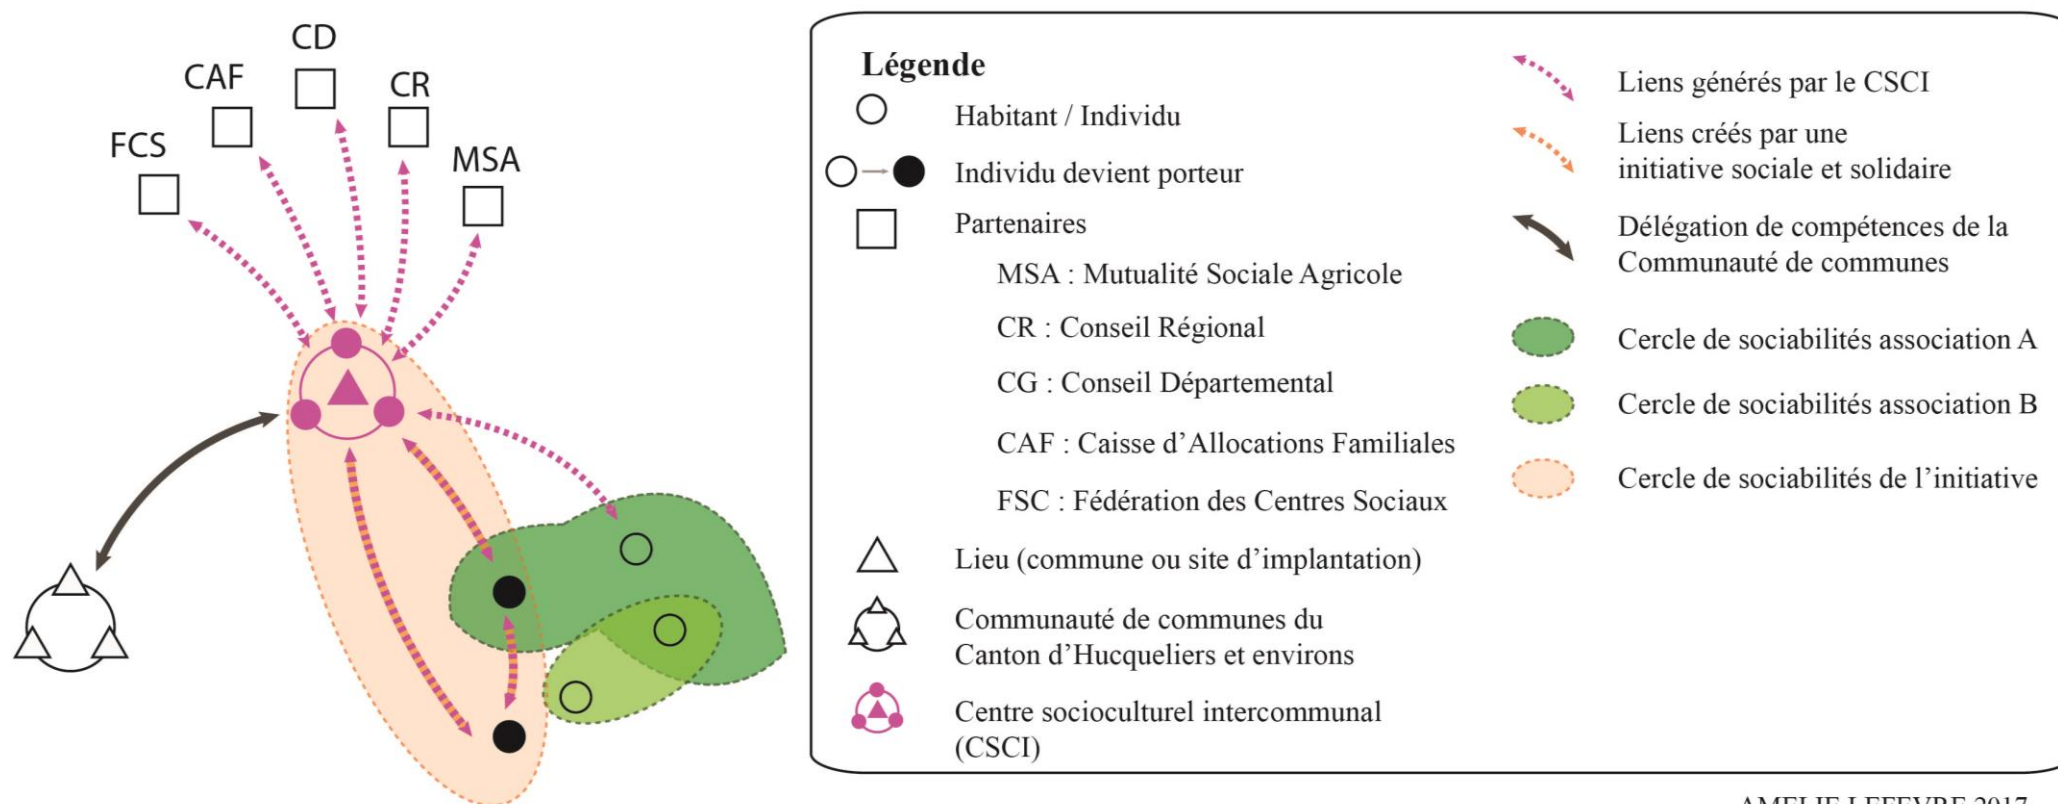 CD
CAF
CR
FCS
MSA
Légende
Habitant / Individu
Individu devient porteur
Partenaires
MSA : Mutualité Sociale Agricole
CR : Conseil Régional
CG : Conseil Départemental
CAF : Caisse d’Allocations Familiales
FSC : Fédération des Centres Sociaux
Lieu (commune ou site d’implantation)
Communauté de communes du
Canton d’Hucqueliers et environs
Centre socioculturel intercommunal
(CSCI)
Liens générés par le CSCI
Liens créés par une
initiative sociale et solidaire
Délégation de compétences de la
Communauté de communes
Cercle de sociabilités association A
Cercle de sociabilités association B
Cercle de sociabilités de l’initiative
AMELIE LEFEVRE 2017